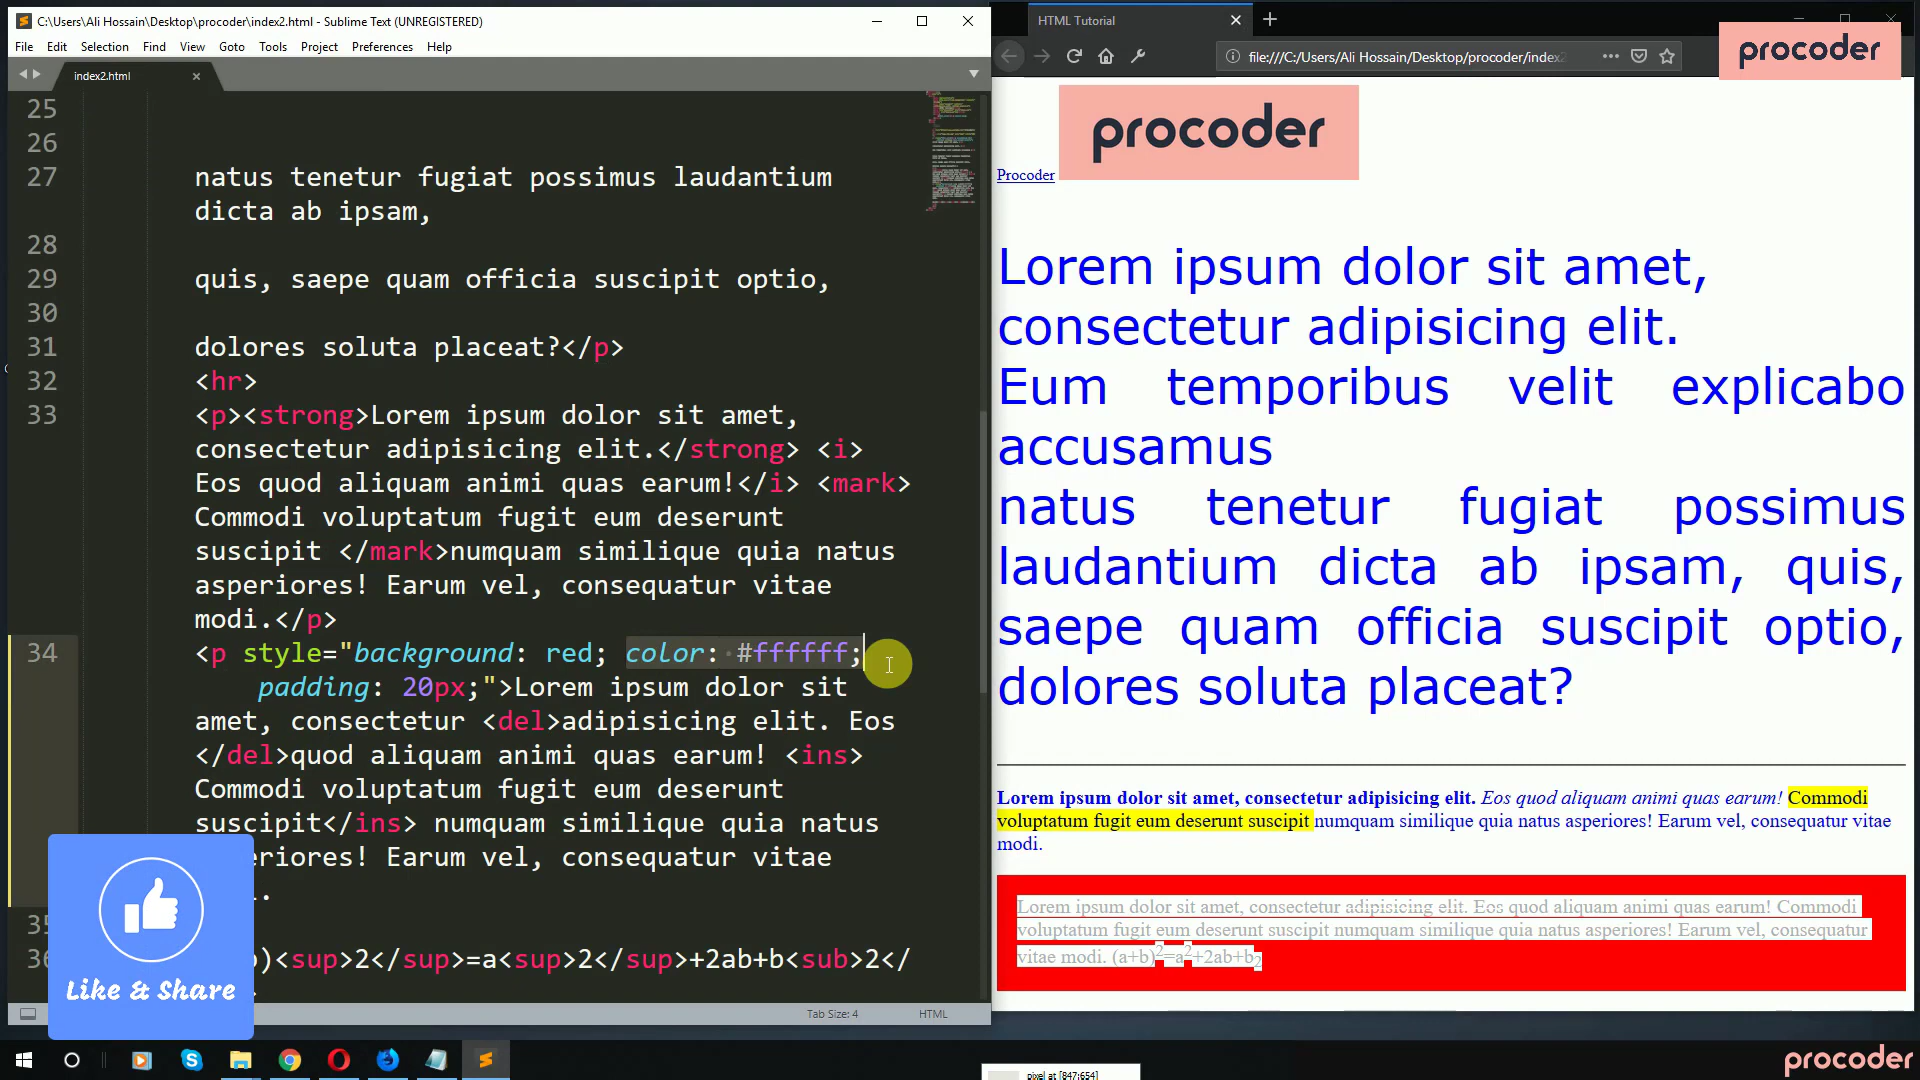 C:\Users\Ali Hossain\Desktop\procoder\index2.html - Sublime Text (UNREGISTERED)
File Edit Selection Find View Goto Tools Project Preferences Help
index2.html
25
26
27 natus tenetur fugiat possimus laudantium
dicta ab ipsam,
28
29 quis, saepe quam officia suscipit optio,
30
31 dolores soluta placeat?</p>
32 <hr>
33 <p><strong>Lorem ipsum dolor sit amet,
consectetur adipisicing elit.</strong> <i>
Eos quod aliquam animi quas earum!</i> <mark>
Commodi voluptatum fugit eum deserunt
suscipit </mark>numquam similique quia natus
asperiores! Earum vel, consequatur vitae
modi.</p>
34 <p style="background: red; color: #ffffff;
padding: 20px;">Lorem ipsum dolor sit
amet, consectetur <del>adipisicing elit. Eos
</del>quod aliquam animi quas earum! <ins>
Commodi voluptatum fugit eum deserunt
suscipit</ins> numquam similique quia natus
eriores! Earum vel, consequatur vitae
.
35
36 )<sup>2</sup>=a<sup>2</sup>+2ab+b<sub>2</
Like & Share
Tab Size: 4 HTML
HTML Tutorial
file:///C:/Users/Ali Hossain/Desktop/procoder/index2
procoder
Procoder
procoder
Lorem ipsum dolor sit amet,
consectetur adipisicing elit.
Eum temporibus velit explicabo
accusamus
natus tenetur fugiat possimus
laudantium dicta ab ipsam, quis,
saepe quam officia suscipit optio,
dolores soluta placeat?
Lorem ipsum dolor sit amet, consectetur adipisicing elit. Eos quod aliquam animi quas earum! Commodi
voluptatum fugit eum deserunt suscipit numquam similique quia natus asperiores! Earum vel, consequatur vitae
modi.
Lorem ipsum dolor sit amet, consectetur adipisicing elit. Eos quod aliquam animi quas earum! Commodi
voluptatum fugit eum deserunt suscipit numquam similique quia natus asperiores! Earum vel, consequatur
vitae modi. (a+b)2=a2+2ab+b2
pixel at [847;654]
procoder